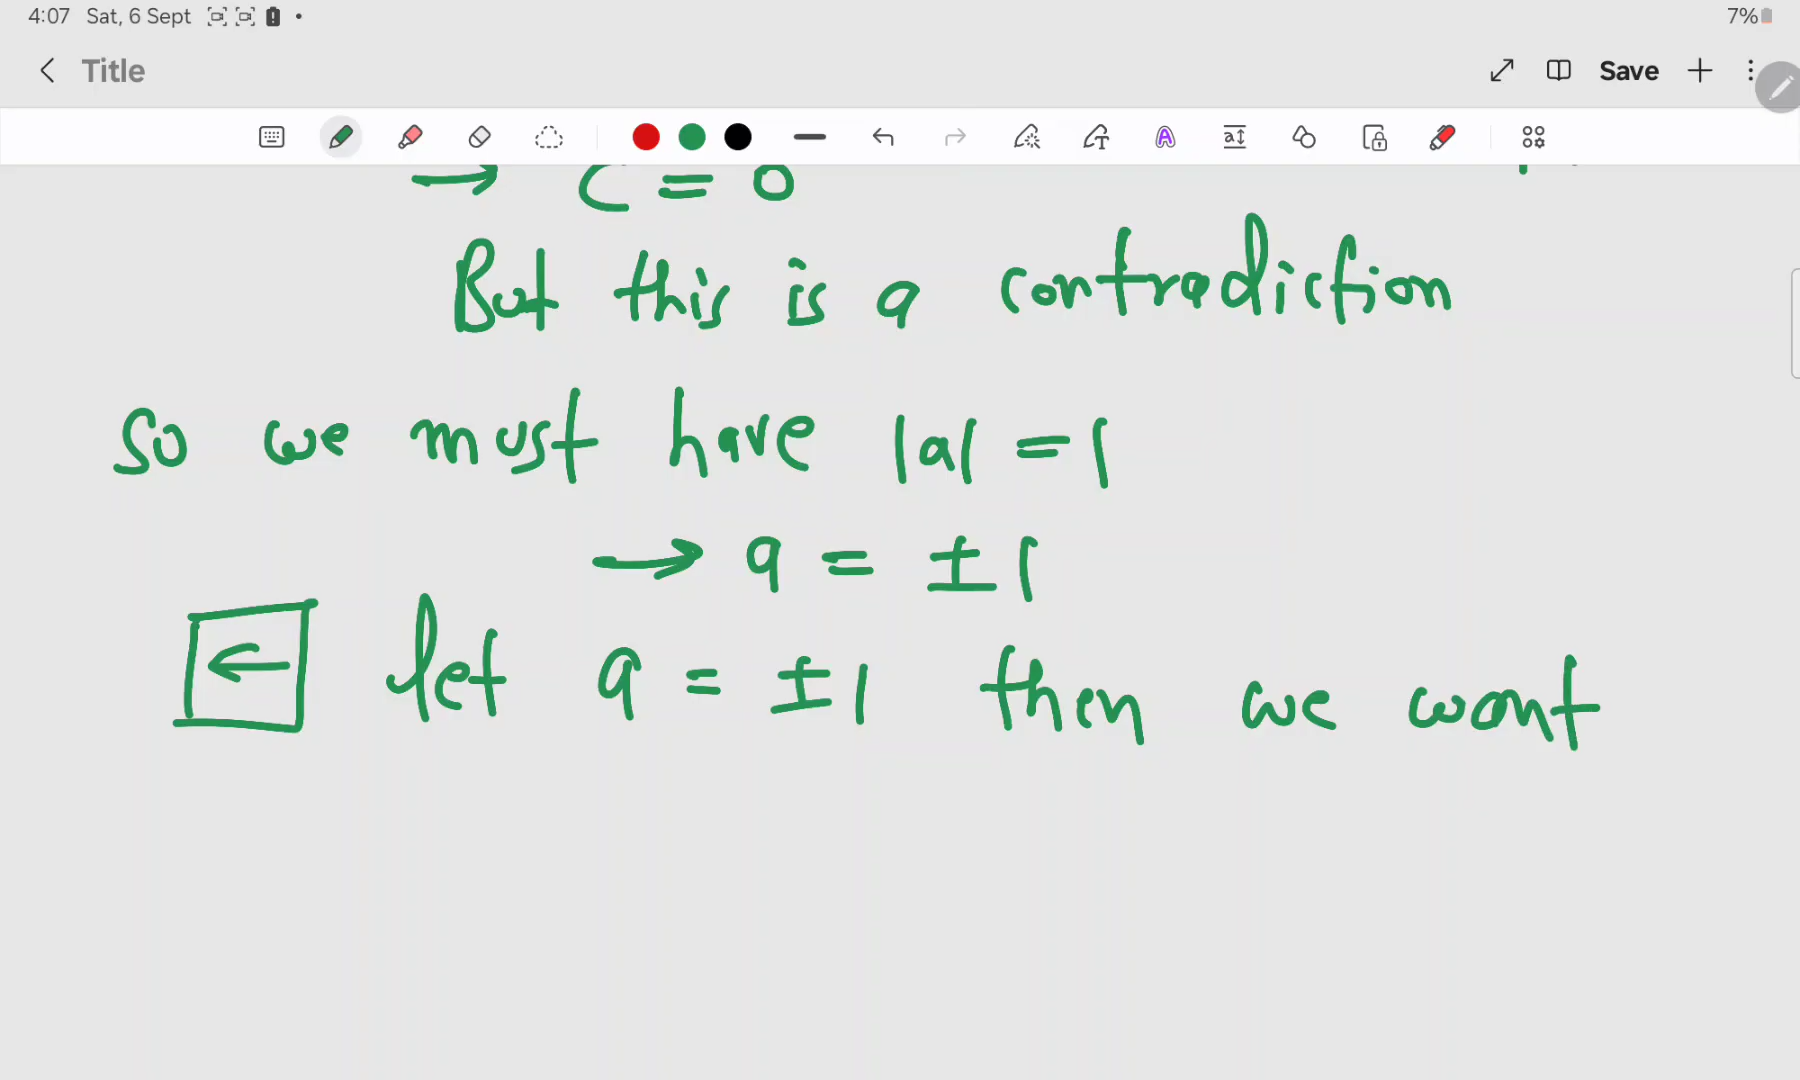 4:07 Sat, 6 Sept 7%
Title Save
→ C = 0
But this is a contradiction
So we must have |a| = 1
→ a = ±1
← let a = ±1 then we want